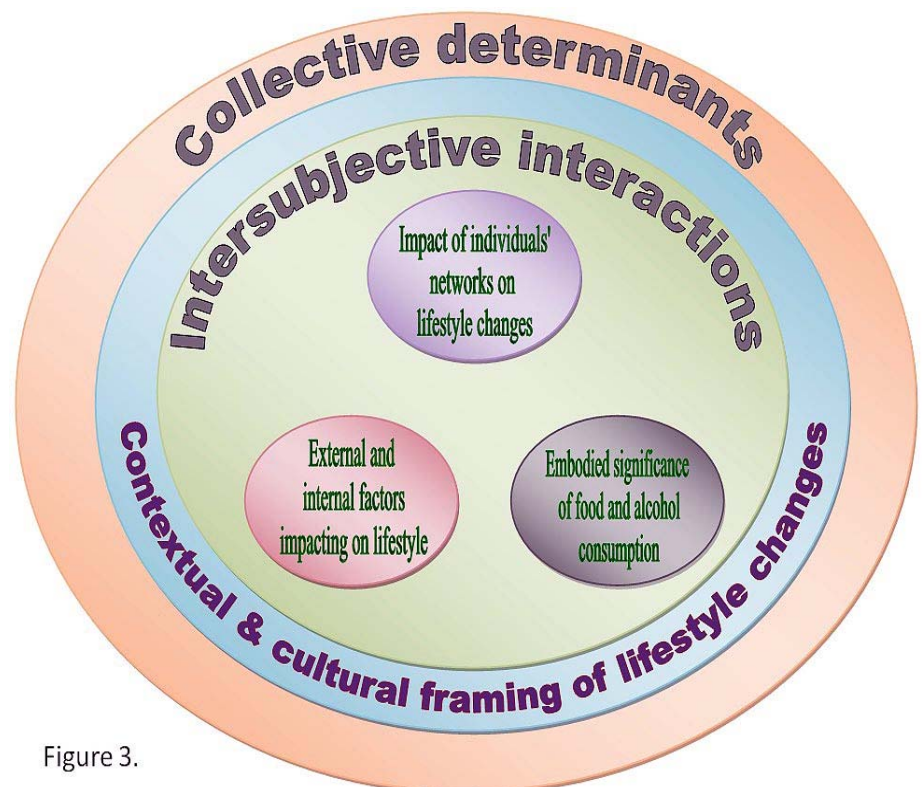 Collective determinants
Intersubjective interactions
Impact of individuals'
networks on
lifestyle changes
External and
internal factors
impacting on lifestyle
Embodied significance
of food and alcohol
consumption
Contextual & cultural framing of lifestyle changes
Figure 3.